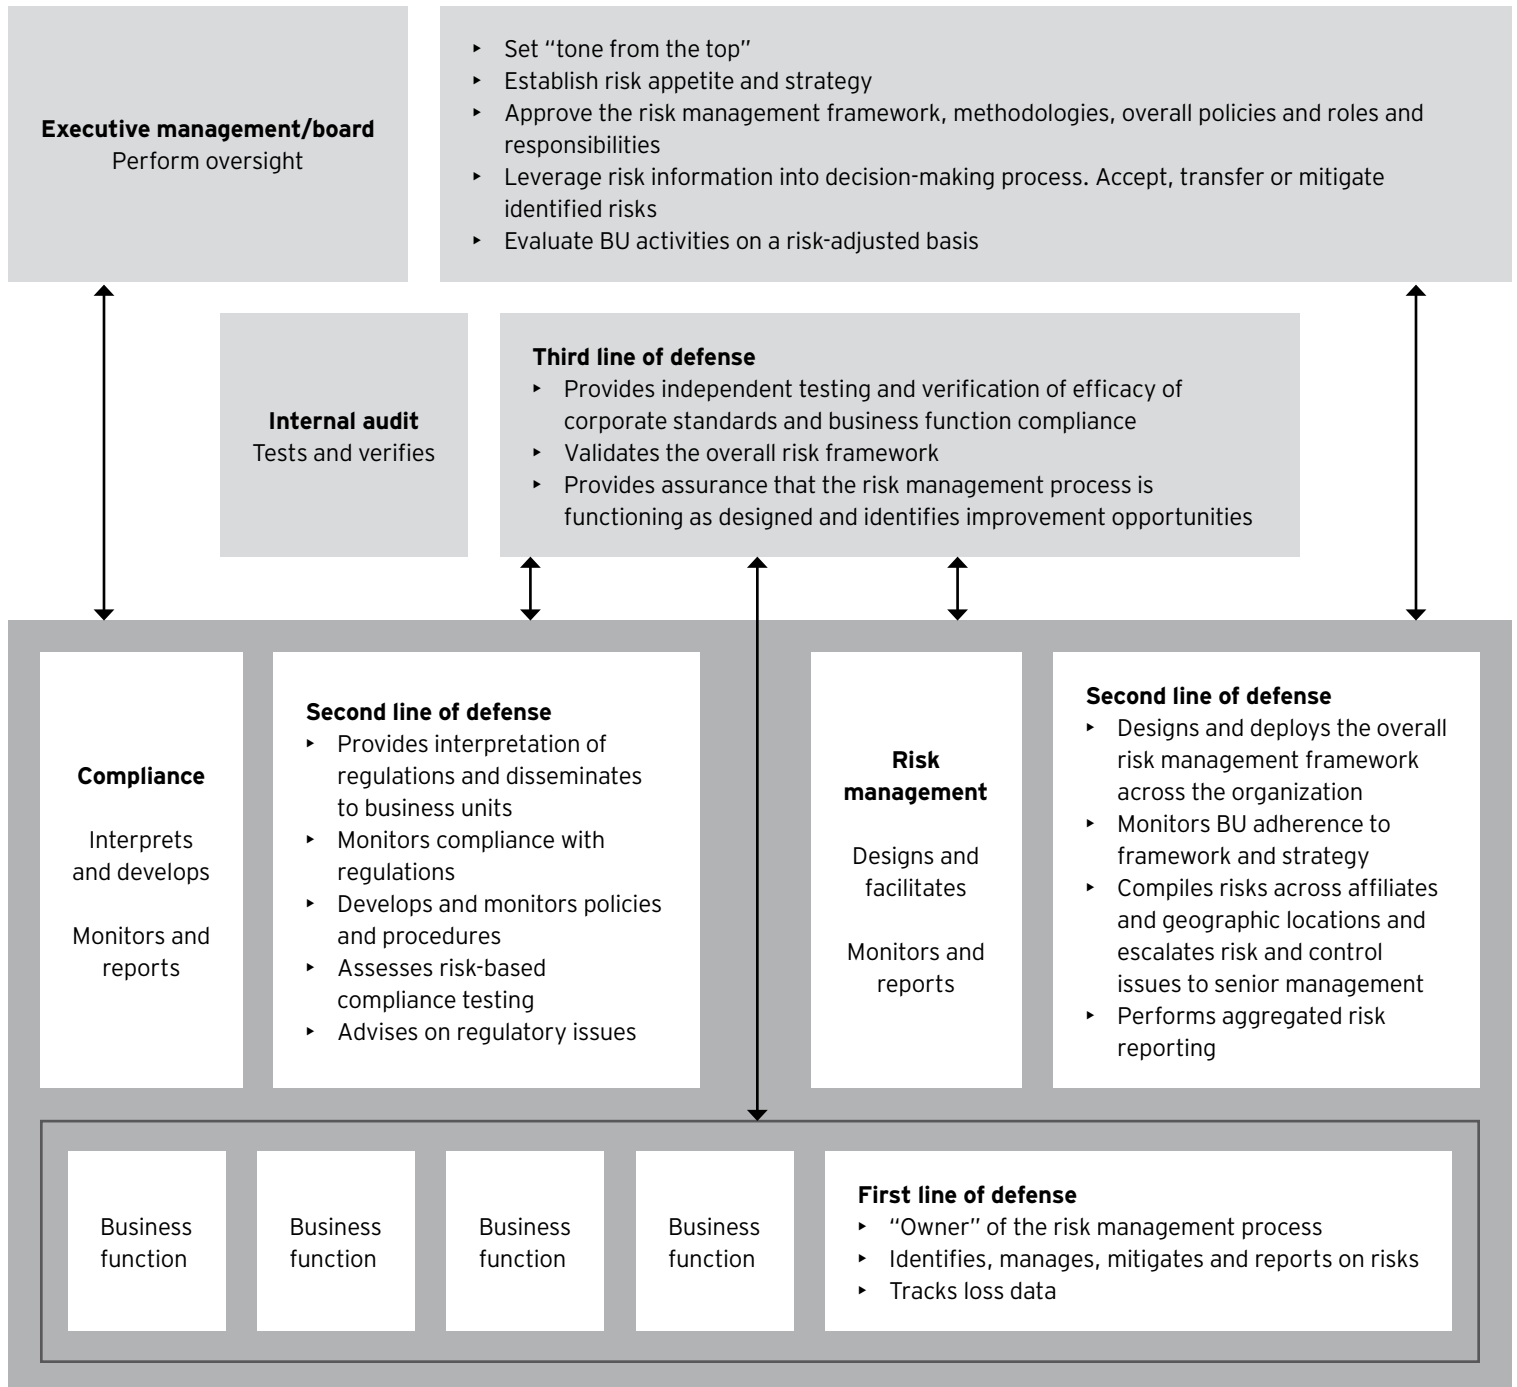 Executive management/board
Perform oversight
‣ Set “tone from the top”
‣ Establish risk appetite and strategy
‣ Approve the risk management framework, methodologies, overall policies and roles and
responsibilities
‣ Leverage risk information into decision-making process. Accept, transfer or mitigate
identified risks
‣ Evaluate BU activities on a risk-adjusted basis
Internal audit
Tests and verifies
Third line of defense
‣ Provides independent testing and verification of efficacy of
corporate standards and business function compliance
‣ Validates the overall risk framework
‣ Provides assurance that the risk management process is
functioning as designed and identifies improvement opportunities
Compliance
Interprets
and develops
Monitors and
reports
Second line of defense
‣ Provides interpretation of
regulations and disseminates
to business units
‣ Monitors compliance with
regulations
‣ Develops and monitors policies
and procedures
‣ Assesses risk-based
compliance testing
‣ Advises on regulatory issues
Risk
management
Designs and
facilitates
Monitors and
reports
Second line of defense
‣ Designs and deploys the overall
risk management framework
across the organization
‣ Monitors BU adherence to
framework and strategy
‣ Compiles risks across affiliates
and geographic locations and
escalates risk and control
issues to senior management
‣ Performs aggregated risk
reporting
Business
function
Business
function
Business
function
Business
function
First line of defense
‣ “Owner” of the risk management process
‣ Identifies, manages, mitigates and reports on risks
‣ Tracks loss data